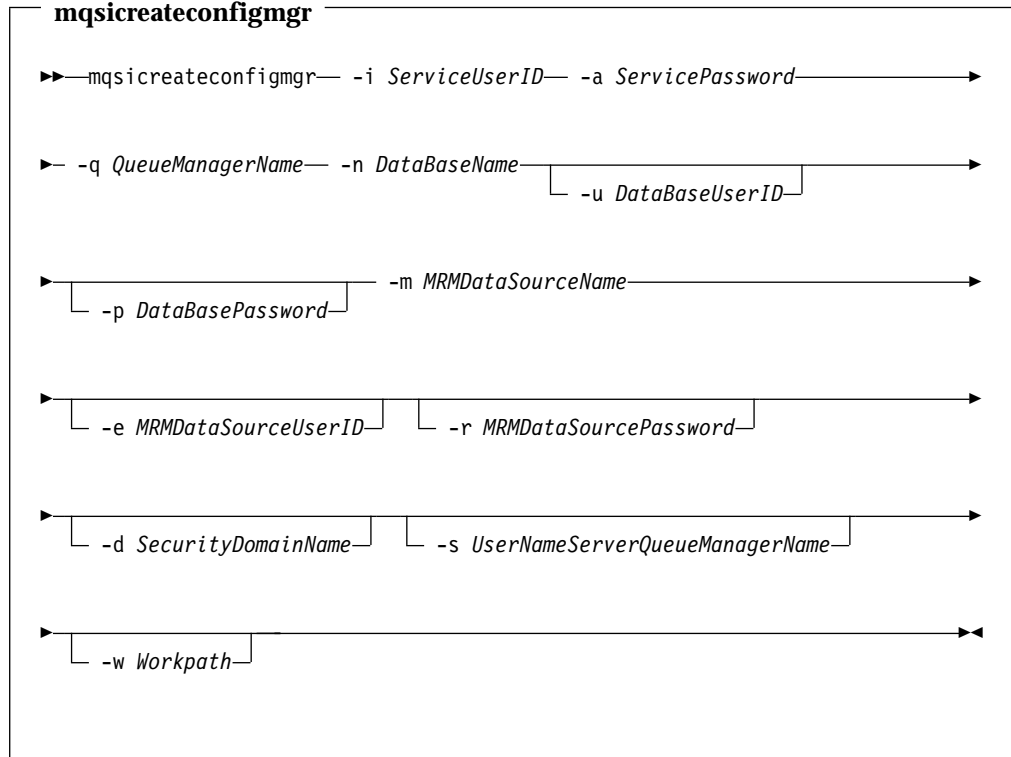 mqsicreateconfigmgr
mqsicreateconfigmgr -i ServiceUserID -a ServicePassword
-q QueueManagerName -n DataBaseName
-u DataBaseUserID
-m MRMDataSourceName
-p DataBasePassword
-e MRMDataSourceUserID -r MRMDataSourcePassword
-d SecurityDomainName -s UserNameServerQueueManagerName
-w Workpath